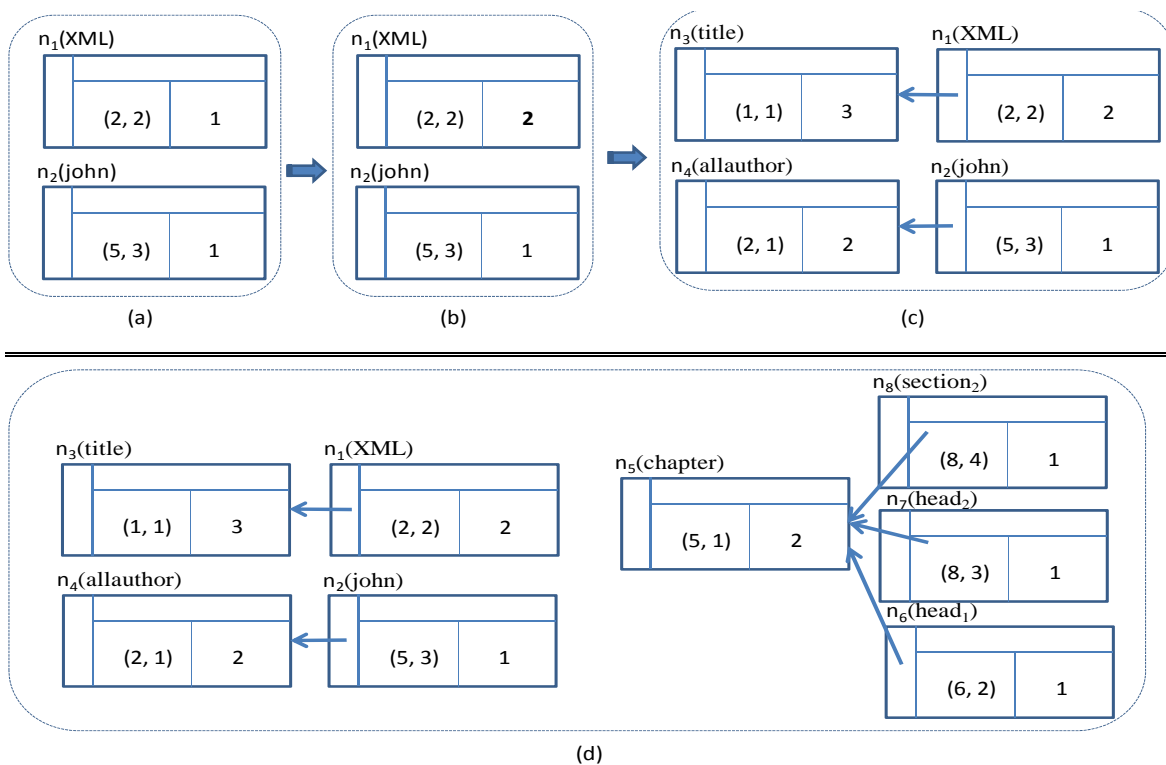 n₁(XML)
(2, 2) 1
n₂(john)
(5, 3) 1
(a)
n₁(XML)
(2, 2) 2
n₂(john)
(5, 3) 1
(b)
n₃(title) n₁(XML)
(1, 1) 3 (2, 2) 2
n₄(allauthor) n₂(john)
(2, 1) 2 (5, 3) 1
(c)
n₃(title) n₁(XML)
(1, 1) 3 (2, 2) 2
n₄(allauthor) n₂(john)
(2, 1) 2 (5, 3) 1
n₅(chapter)
(5, 1) 2
n₈(section₂)
(8, 4) 1
n₇(head₂)
(8, 3) 1
n₆(head₁)
(6, 2) 1
(d)